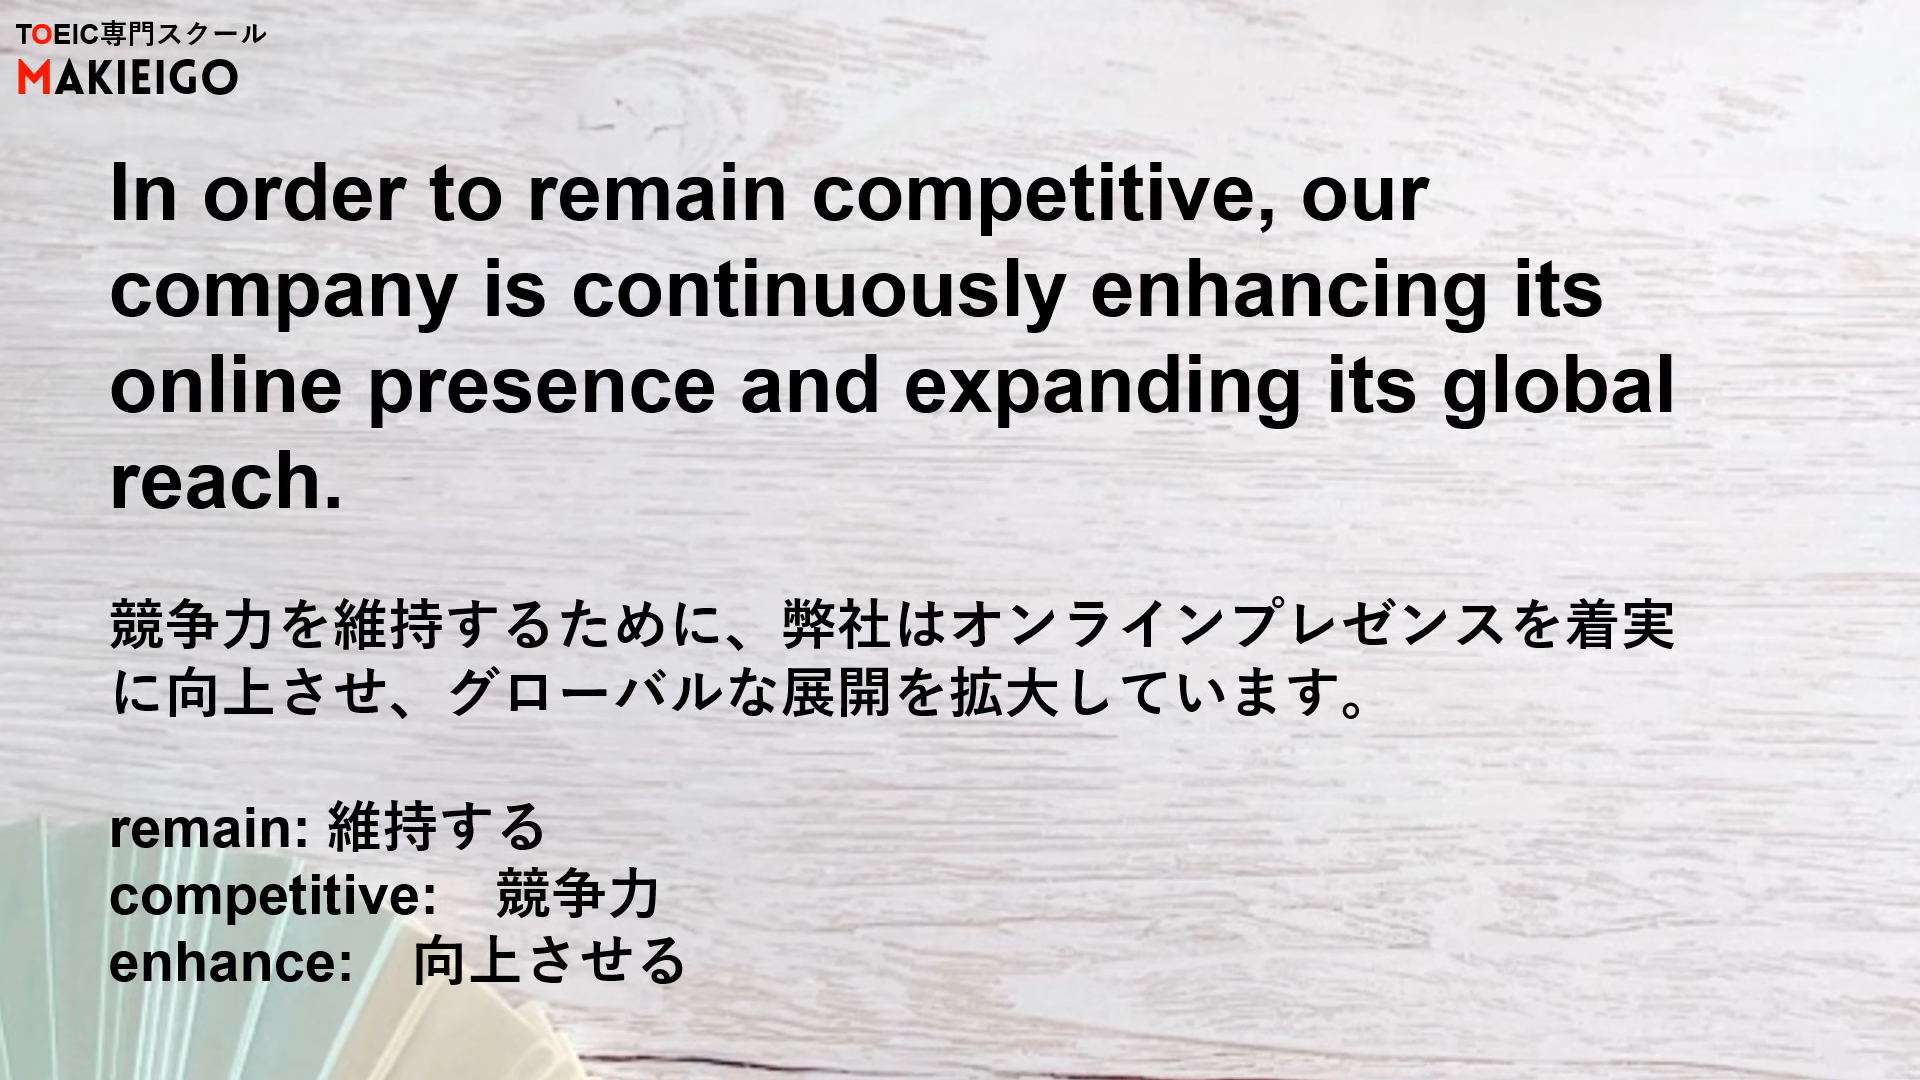 TOEIC専門スクール
MAKIEIGO
In order to remain competitive, our
company is continuously enhancing its
online presence and expanding its global
reach.
競争力を維持するために、弊社はオンラインプレゼンスを着実
に向上させ、グローバルな展開を拡大しています。
remain: 維持する
competitive:　競争力
enhance:　向上させる